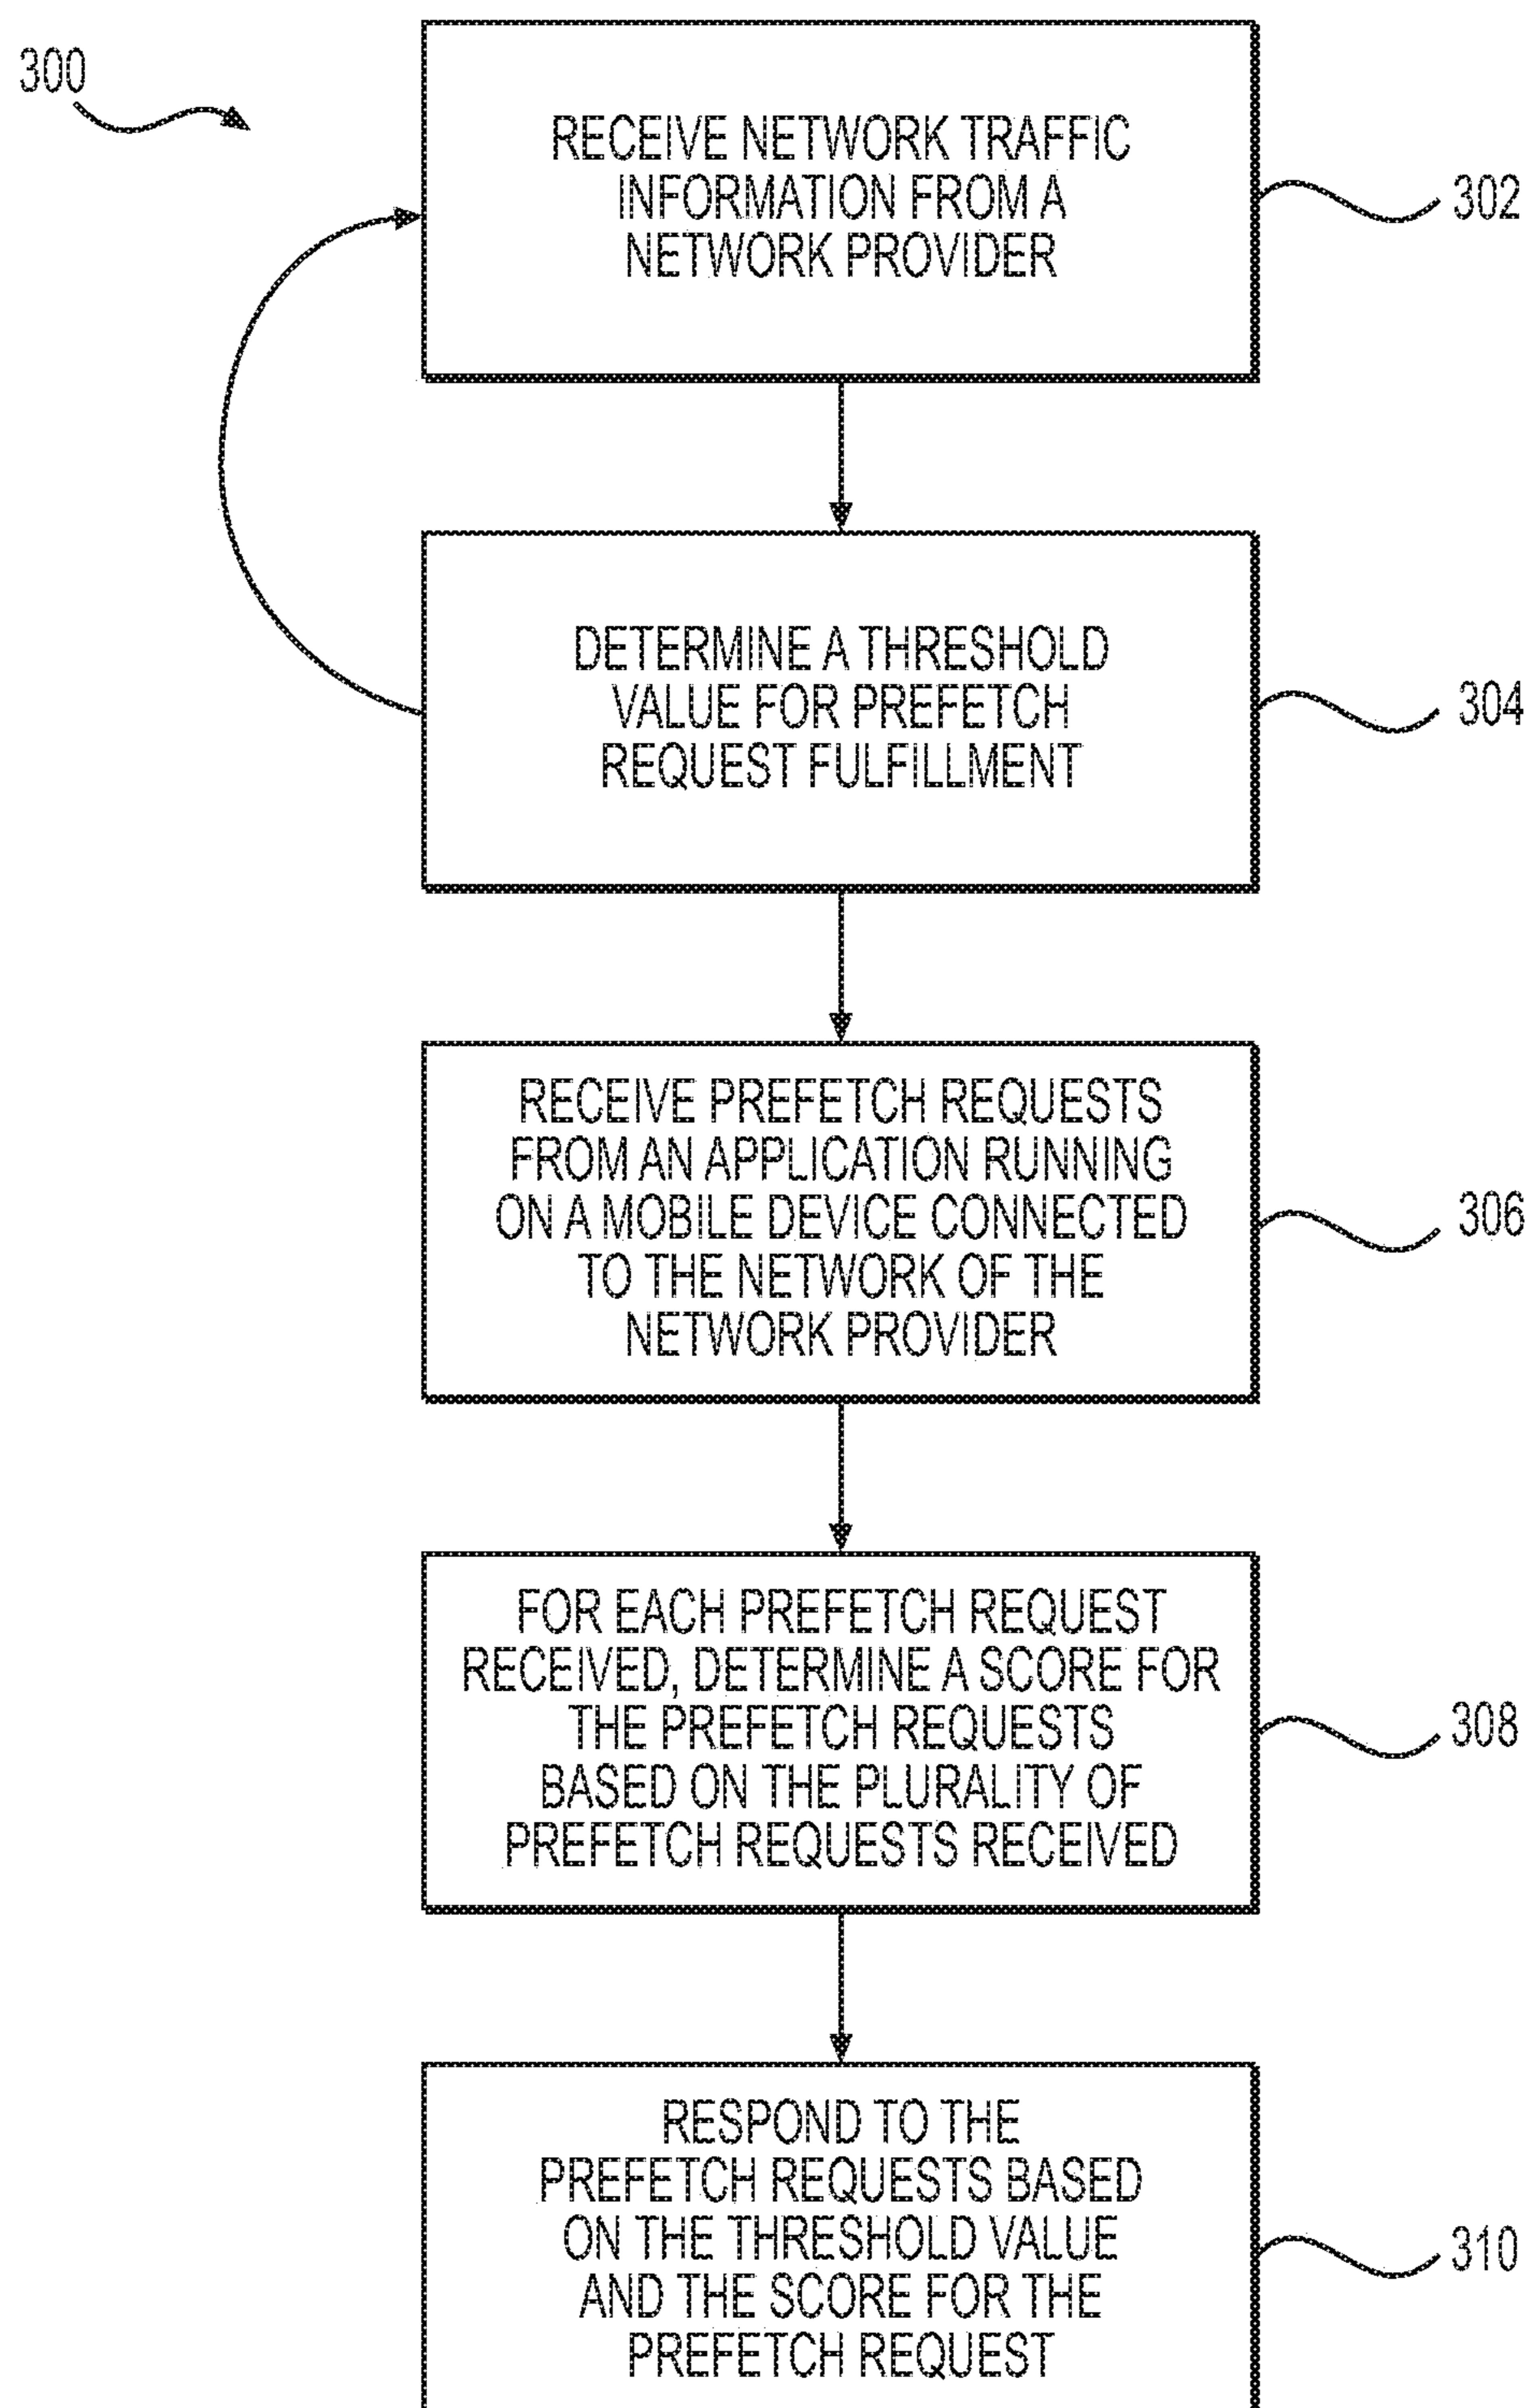 300
RECEIVE NETWORK TRAFFIC
INFORMATION FROM A
NETWORK PROVIDER
302
DETERMINE A THRESHOLD
VALUE FOR PREFETCH
REQUEST FULFILLMENT
304
RECEIVE PREFETCH REQUESTS
FROM AN APPLICATION RUNNING
ON A MOBILE DEVICE CONNECTED
TO THE NETWORK OF THE
NETWORK PROVIDER
306
FOR EACH PREFETCH REQUEST
RECEIVED, DETERMINE A SCORE FOR
THE PREFETCH REQUESTS
BASED ON THE PLURALITY OF
PREFETCH REQUESTS RECEIVED
308
RESPOND TO THE
PREFETCH REQUESTS BASED
ON THE THRESHOLD VALUE
AND THE SCORE FOR THE
PREFETCH REQUEST
310